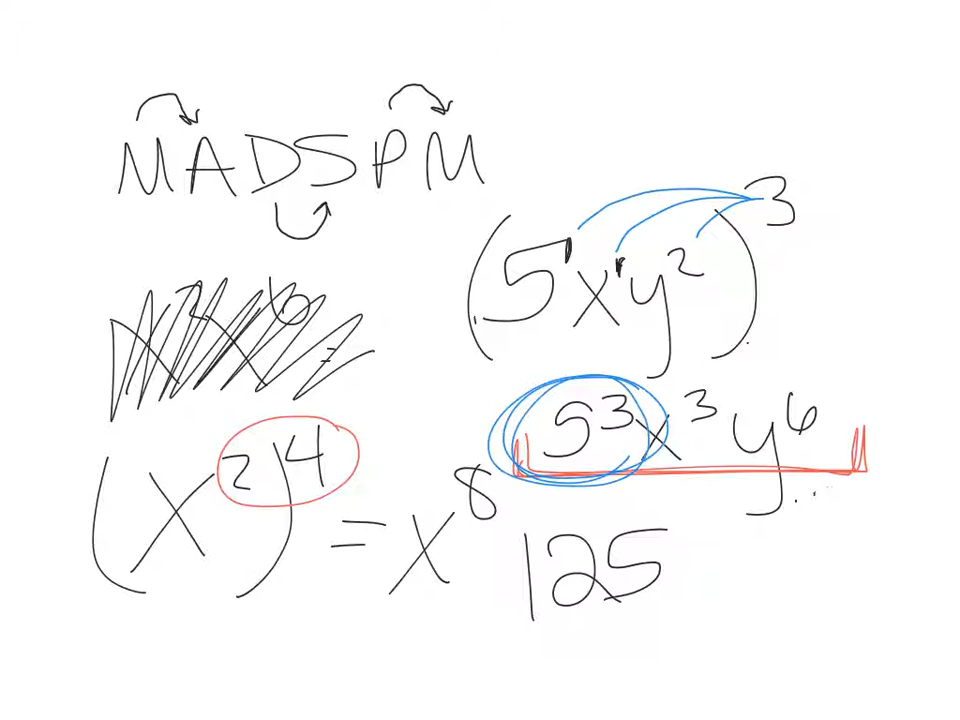 MADSPM
(5¹x¹y²)³
(x²)⁴ = x⁸
5³x³y⁶
125